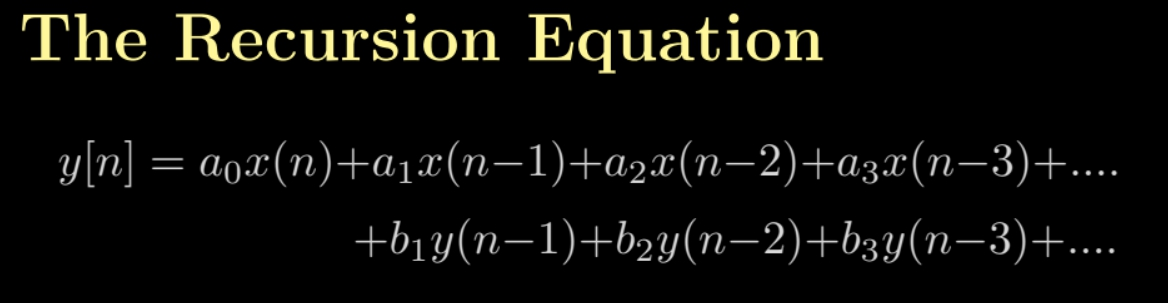 The Recursion Equation
y[n] = a₀x(n)+a₁x(n−1)+a₂x(n−2)+a₃x(n−3)+....
+b₁y(n−1)+b₂y(n−2)+b₃y(n−3)+....